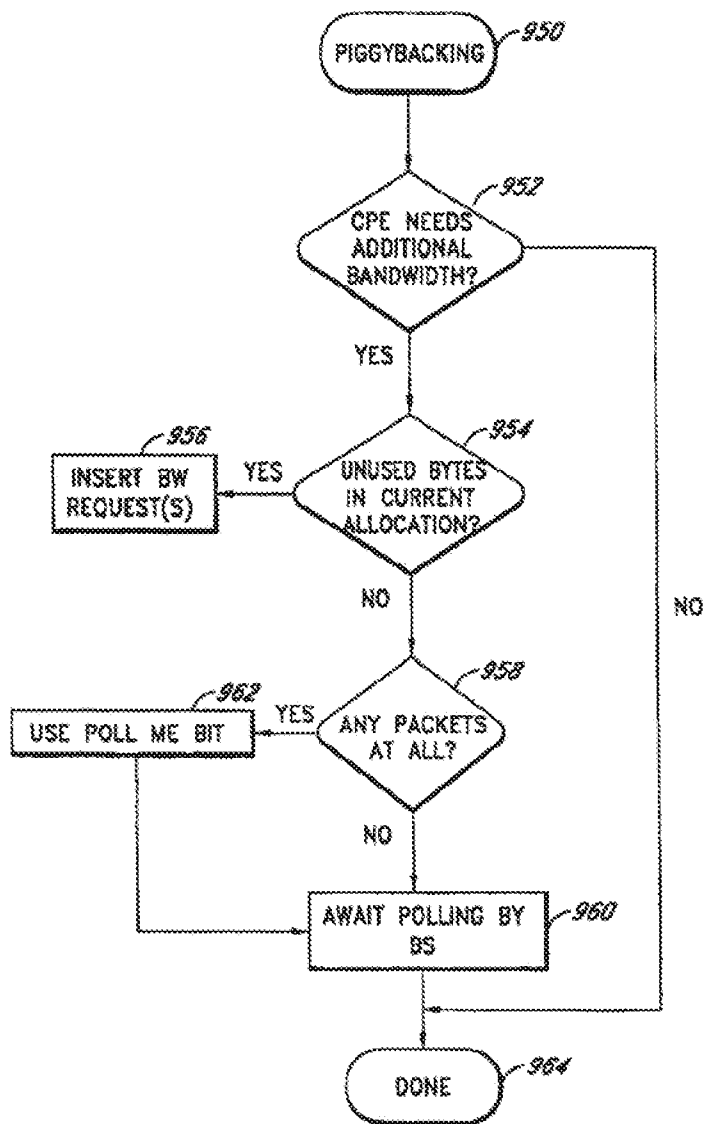 PIGGYBACKING
950
952
CPE NEEDS
ADDITIONAL
BANDWIDTH?
YES
954
956
UNUSED BYTES
IN CURRENT
ALLOCATION?
YES
INSERT BW
REQUEST(S)
NO
NO
958
962
ANY PACKETS
AT ALL?
YES
USE POLL ME BIT
NO
AWAIT POLLING BY
BS
960
DONE
964